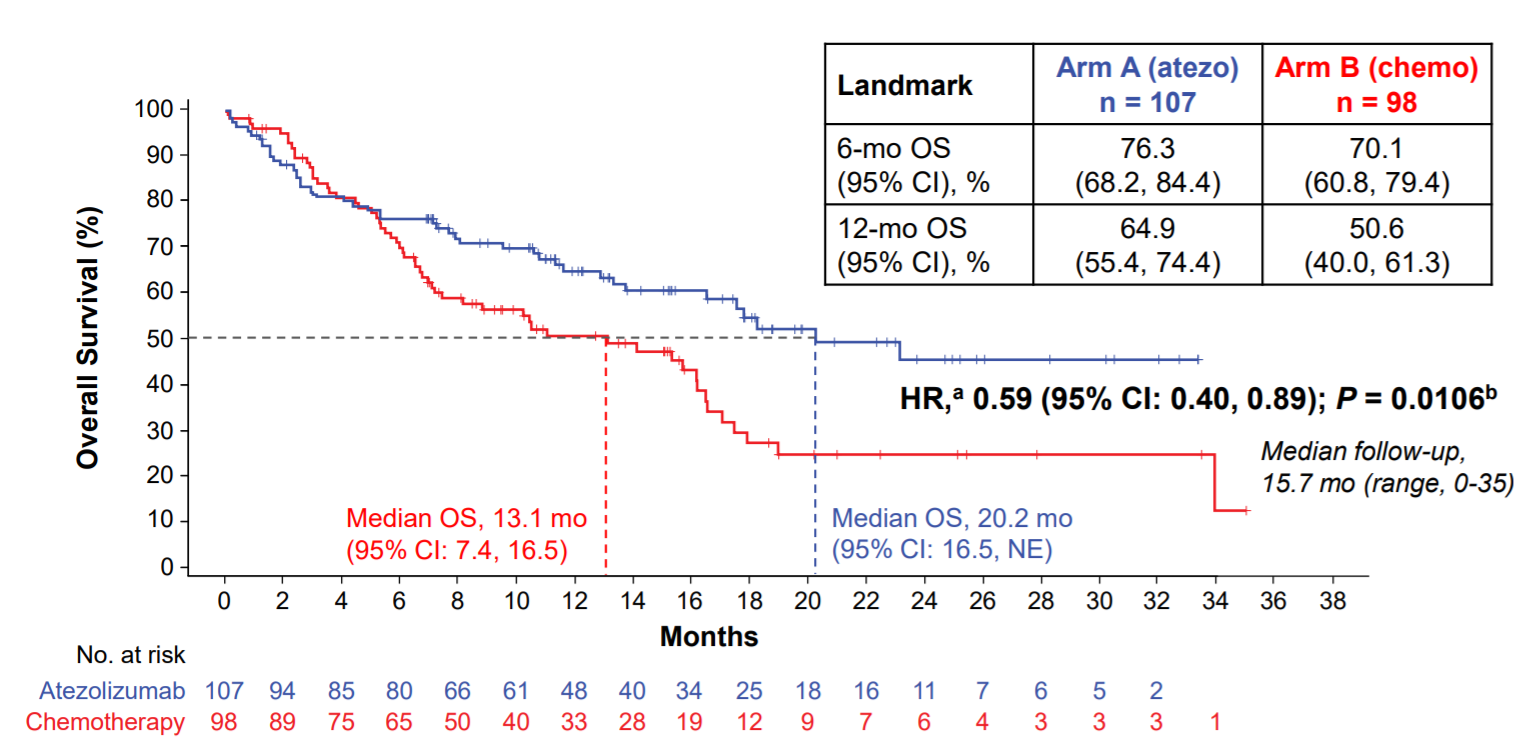 Landmark
Arm A (atezo)
n = 107
Arm B (chemo)
n = 98
6-mo OS
(95% CI), %
76.3
(68.2, 84.4)
70.1
(60.8, 79.4)
12-mo OS
(95% CI), %
64.9
(55.4, 74.4)
50.6
(40.0, 61.3)
Overall Survival (%)
100
90
80
70
60
50
40
30
20
10
0
HR,ᵃ 0.59 (95% CI: 0.40, 0.89); P = 0.0106ᵇ
Median follow-up,
15.7 mo (range, 0-35)
Median OS, 13.1 mo
(95% CI: 7.4, 16.5)
Median OS, 20.2 mo
(95% CI: 16.5, NE)
0 2 4 6 8 10 12 14 16 18 20 22 24 26 28 30 32 34 36 38
Months
No. at risk
Atezolizumab 107 94 85 80 66 61 48 40 34 25 18 16 11 7 6 5 2
Chemotherapy 98 89 75 65 50 40 33 28 19 12 9 7 6 4 3 3 3 1